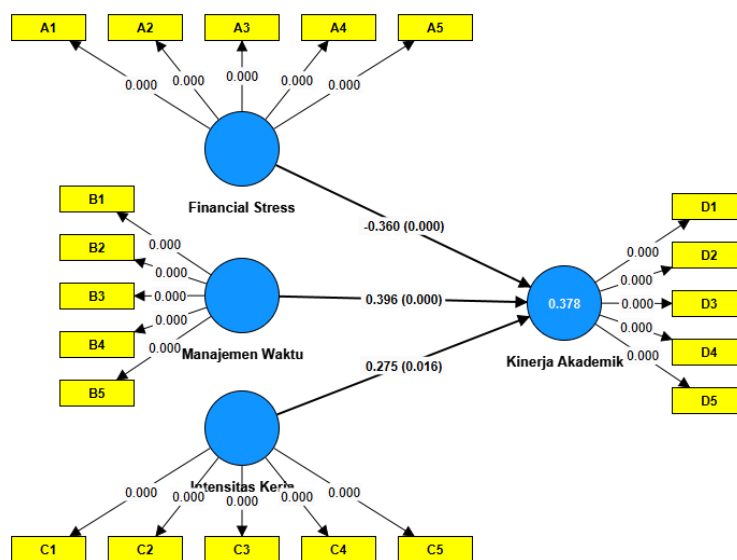 A1 A2 A3 A4 A5
0.000 0.000 0.000 0.000 0.000
Financial Stress
-0.360 (0.000)
B1
B2
B3
B4
B5
0.000
0.000
0.000
0.000
0.000
Manajemen Waktu
0.396 (0.000)
0.378
Kinerja Akademik
0.000
0.000
0.000
0.000
0.000
D1
D2
D3
D4
D5
0.275 (0.016)
Intensitas Kerja
0.000 0.000 0.000 0.000 0.000
C1 C2 C3 C4 C5